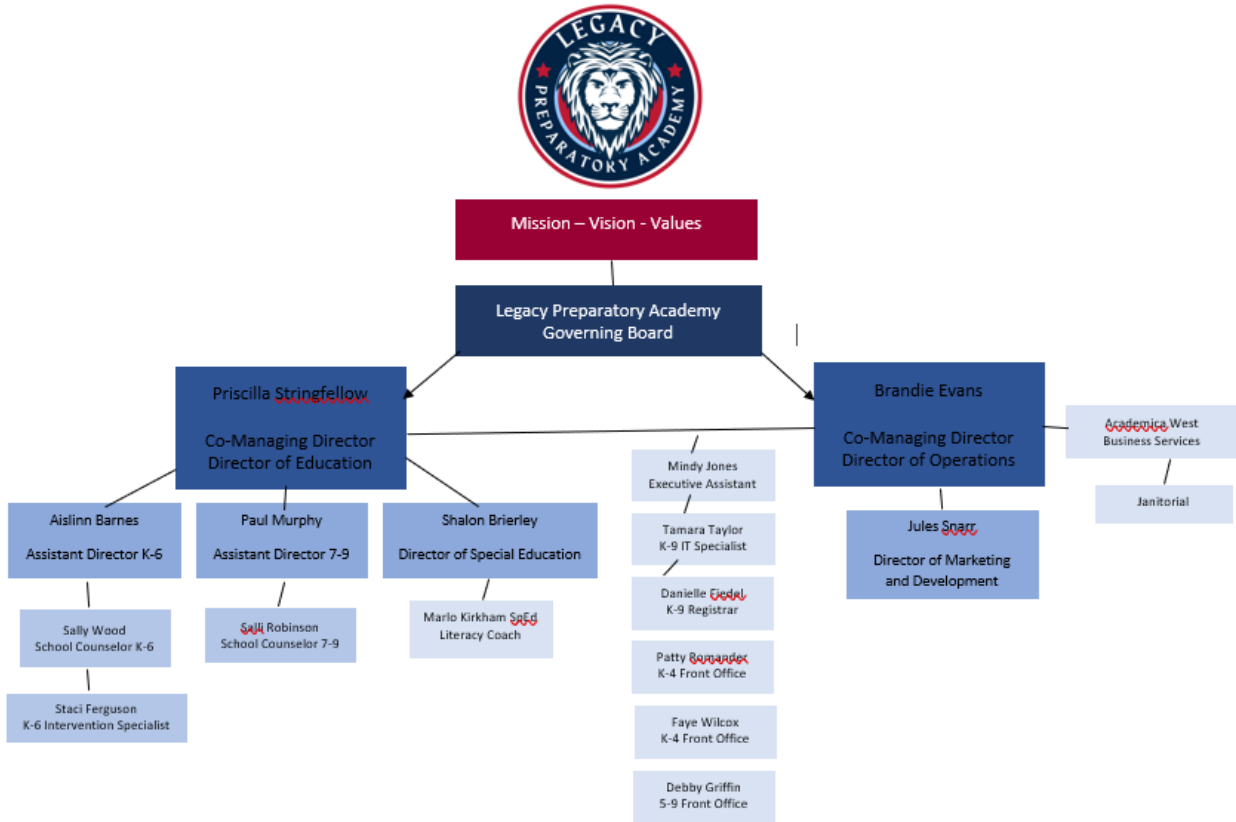 LEGACY
PREPARATORY ACADEMY
Mission – Vision - Values
Legacy Preparatory Academy
Governing Board
Priscilla Stringfellow
Co-Managing Director
Director of Education
Brandie Evans
Co-Managing Director
Director of Operations
Academica West
Business Services
Janitorial
Mindy Jones
Executive Assistant
Tamara Taylor
K-9 IT Specialist
Danielle Fiedel
K-9 Registrar
Patty Romander
K-4 Front Office
Faye Wilcox
K-4 Front Office
Debby Griffin
5-9 Front Office
Aislinn Barnes
Assistant Director K-6
Paul Murphy
Assistant Director 7-9
Shalon Brierley
Director of Special Education
Jules Snarr
Director of Marketing
and Development
Sally Wood
School Counselor K-6
Salli Robinson
School Counselor 7-9
Marlo Kirkham SpEd
Literacy Coach
Staci Ferguson
K-6 Intervention Specialist